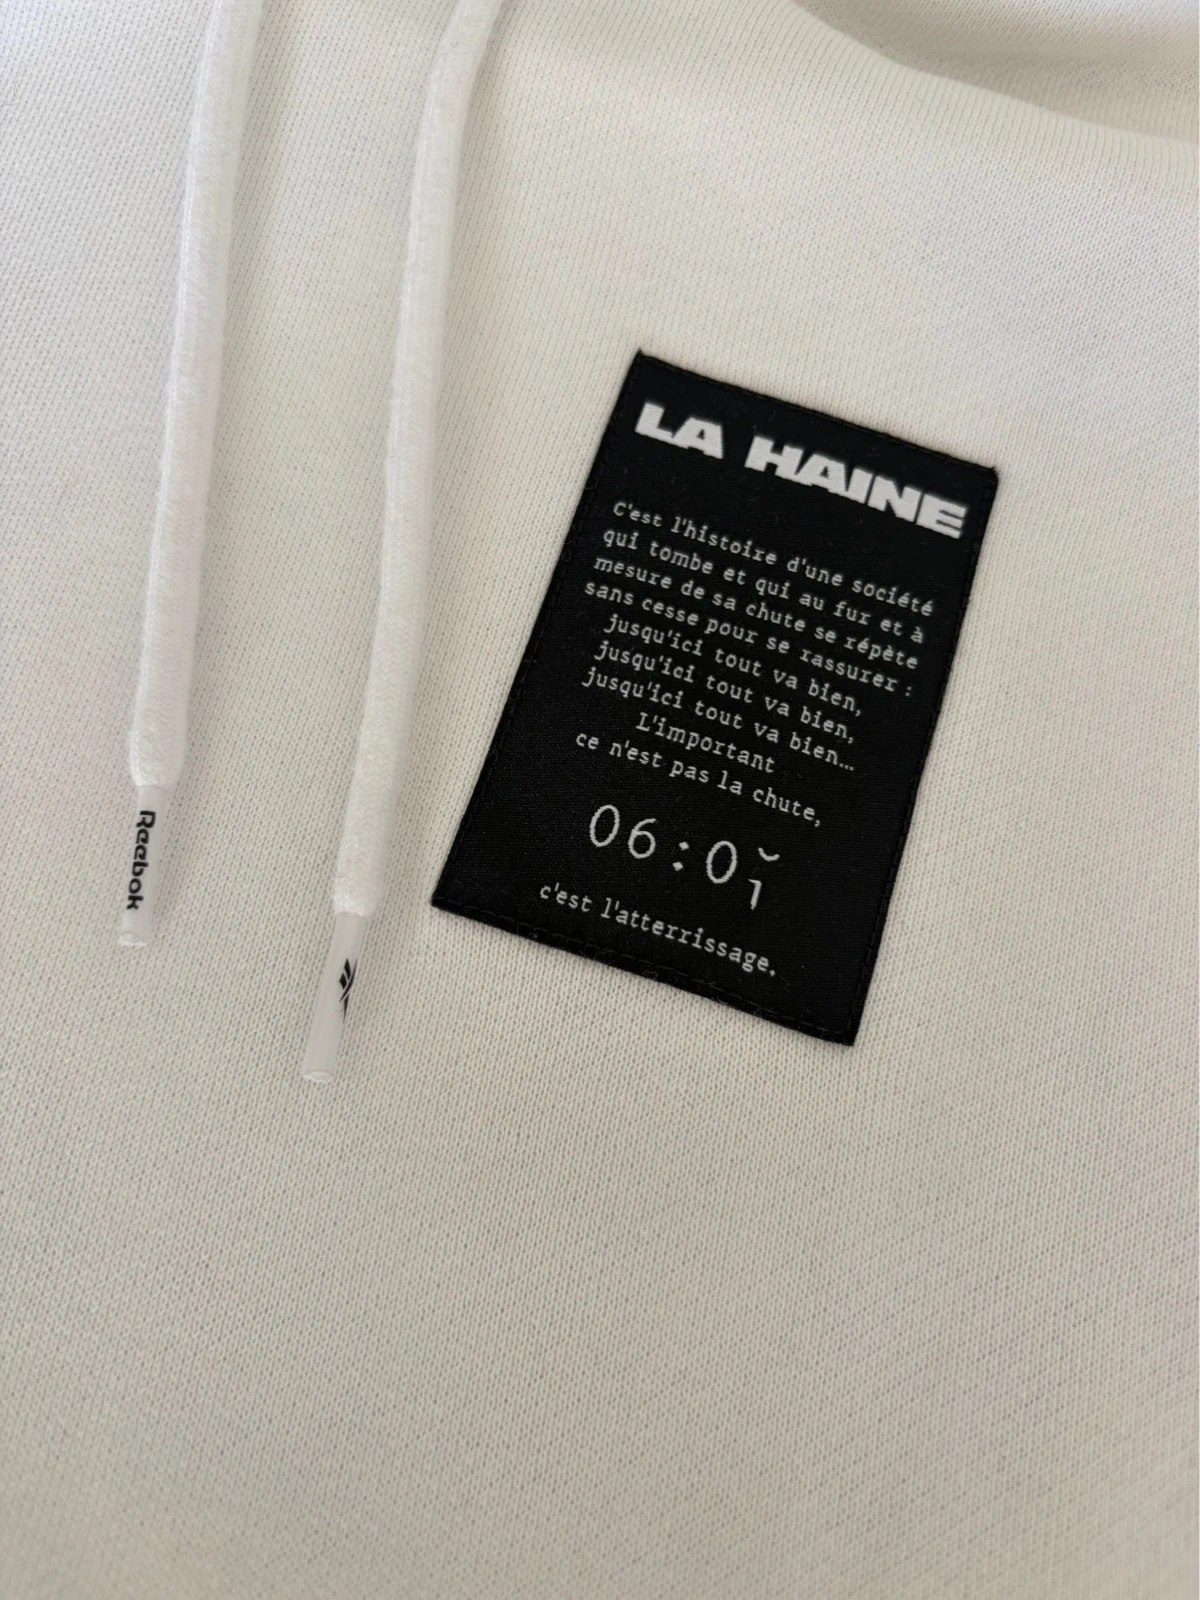 LA HAINE
C'est l'histoire d'une société
qui tombe et qui au fur et à
mesure de sa chute se répète
sans cesse pour se rassurer :
jusqu'ici tout va bien,
jusqu'ici tout va bien,
jusqu'ici tout va bien...
L'important
ce n'est pas la chute,
06:01
c'est l'atterrissage.
Reebok